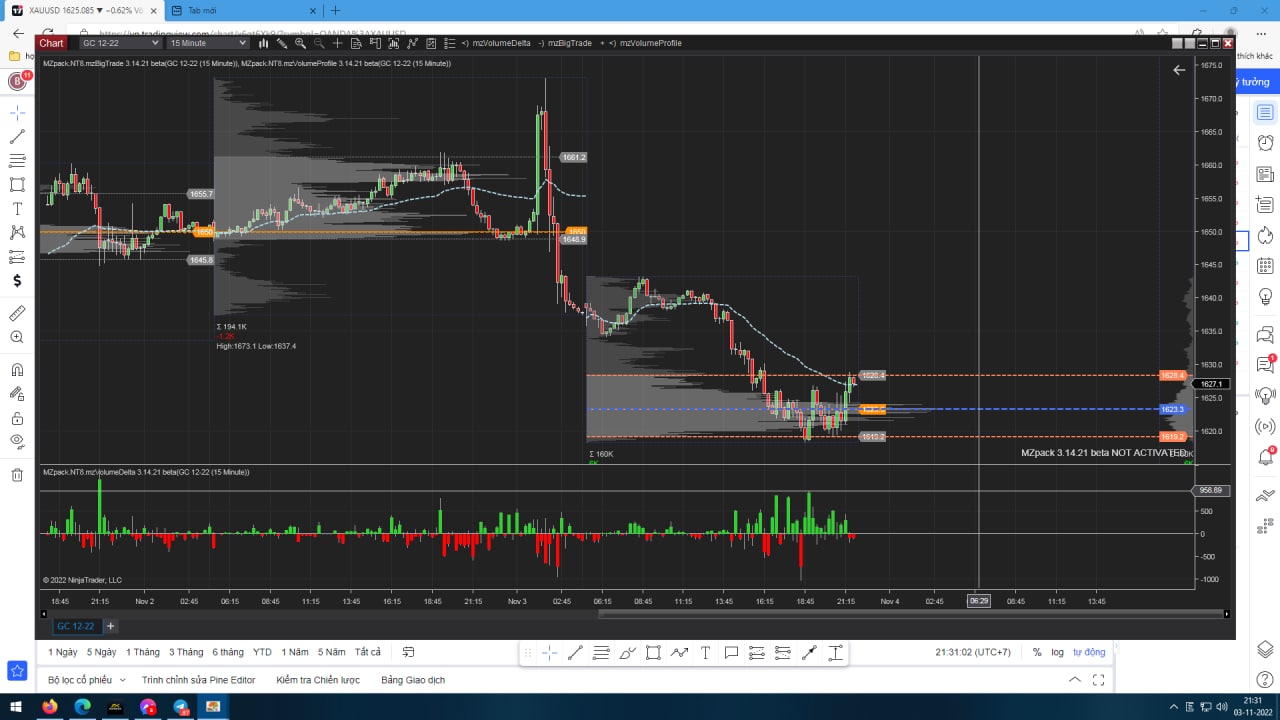 XAUUSD 1625.085 ▼ −0.62% Vô
Tab mới
Chart
GC 12-22
15 Minute
mzVolumeDelta
mzBigTrade
mzVolumeProfile
thích khác
ý tưởng
MZpack.NT8.mzBigTrade 3.14.21 beta(GC 12-22 (15 Minute)), MZpack.NT8.mzVolumeProfile 3.14.21 beta(GC 12-22 (15 Minute))
B
11
1675.0
1670.0
1665.0
1660.0
1655.0
1650.0
1645.0
1640.0
1635.0
1630.0
1627.1
1625.0
1620.0
1661.2
1655.7
1650
1650
1648.9
1645.8
Σ 194.1K
-1.2K
High:1673.1 Low:1637.4
1628.4
1628.4
1623.3
1619.2
1619.2
Σ 160K
MZpack 3.14.21 beta NOT ACTIVATED
MZpack.NT8.mzVolumeDelta 3.14.21 beta(GC 12-22 (15 Minute))
956.69
500
0
-500
-1000
© 2022 NinjaTrader, LLC
18:45 21:15 Nov 2 02:45 06:15 08:45 11:15 13:45 16:15 18:45 21:15 Nov 3 02:45 06:15 08:45 11:15 13:45 16:15 18:45 21:15 Nov 4 02:45 06:29 08:45 11:15 13:45
GC 12-22
1 Ngày 5 Ngày 1 Tháng 3 Tháng 6 tháng YTD 1 Năm 5 Năm Tất cả
21:31:02 (UTC+7) % log tự động
Bộ lọc cổ phiếu Trình chỉnh sửa Pine Editor Kiểm tra Chiến lược Bảng Giao dịch
21:31
03-11-2022